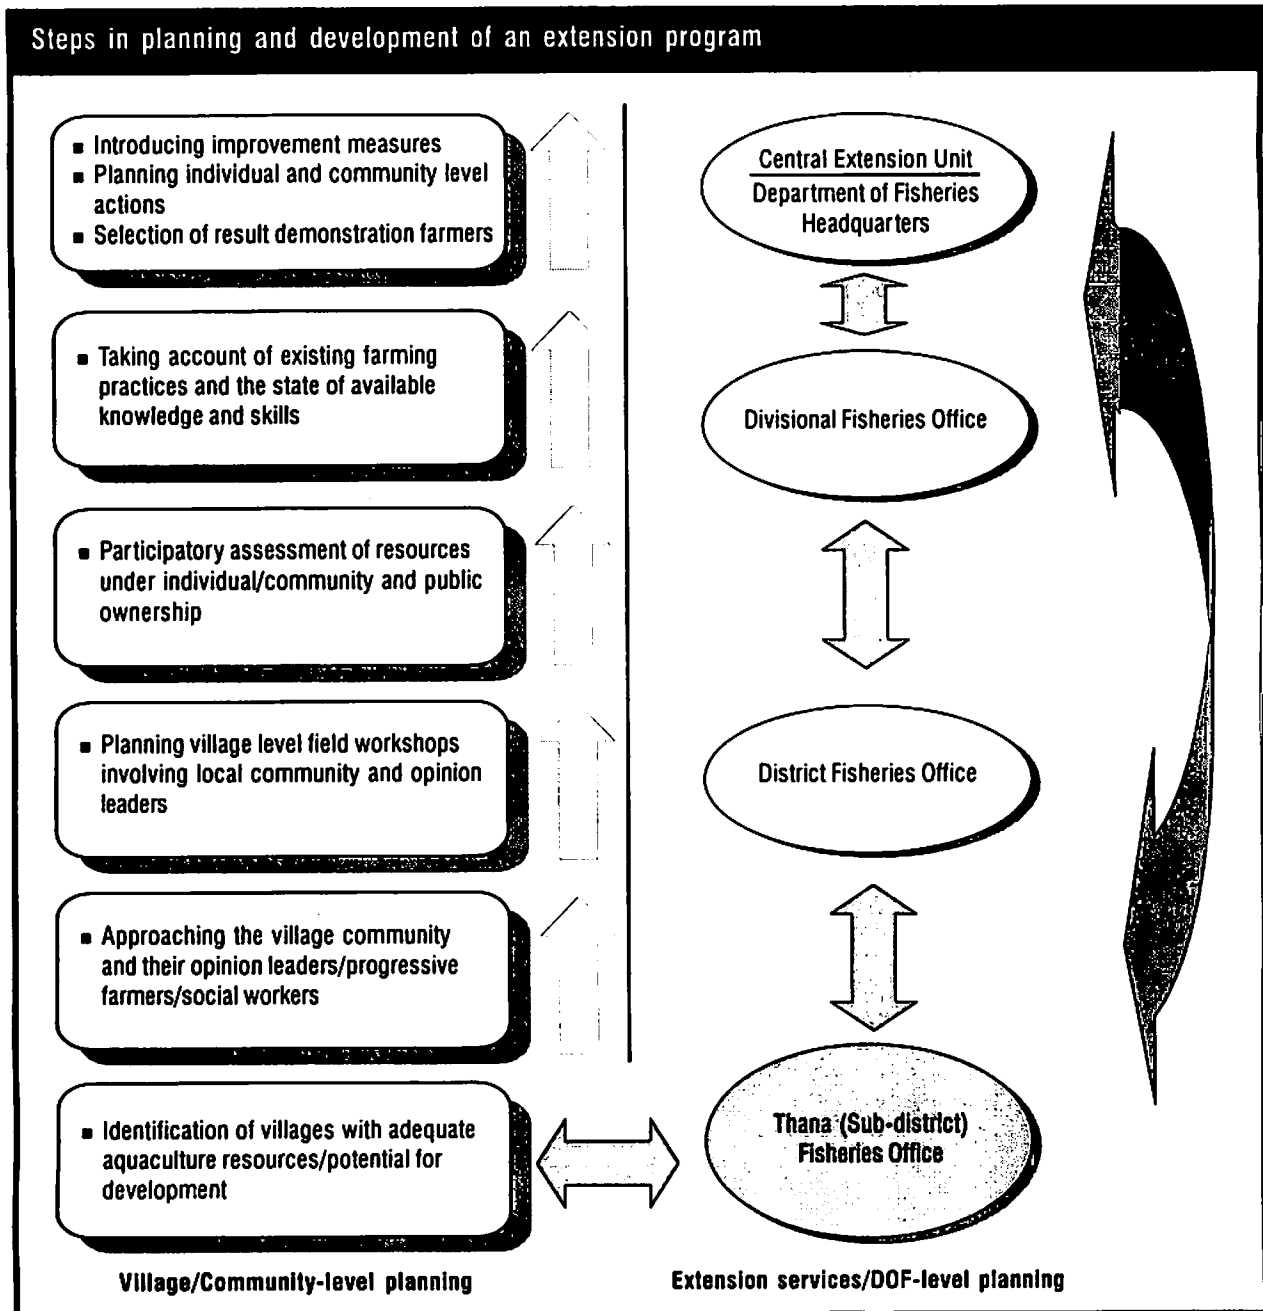 Steps in planning and development of an extension program
▪ Introducing improvement measures
▪ Planning individual and community level
actions
▪ Selection of result demonstration farmers
▪ Taking account of existing farming
practices and the state of available
knowledge and skills
▪ Participatory assessment of resources
under individual/community and public
ownership
▪ Planning village level field workshops
involving local community and opinion
leaders
▪ Approaching the village community
and their opinion leaders/progressive
farmers/social workers
▪ Identification of villages with adequate
aquaculture resources/potential for
development
Village/Community-level planning
Central Extension Unit
Department of Fisheries
Headquarters
Divisional Fisheries Office
District Fisheries Office
Thana (Sub-district)
Fisheries Office
Extension services/DOF-level planning